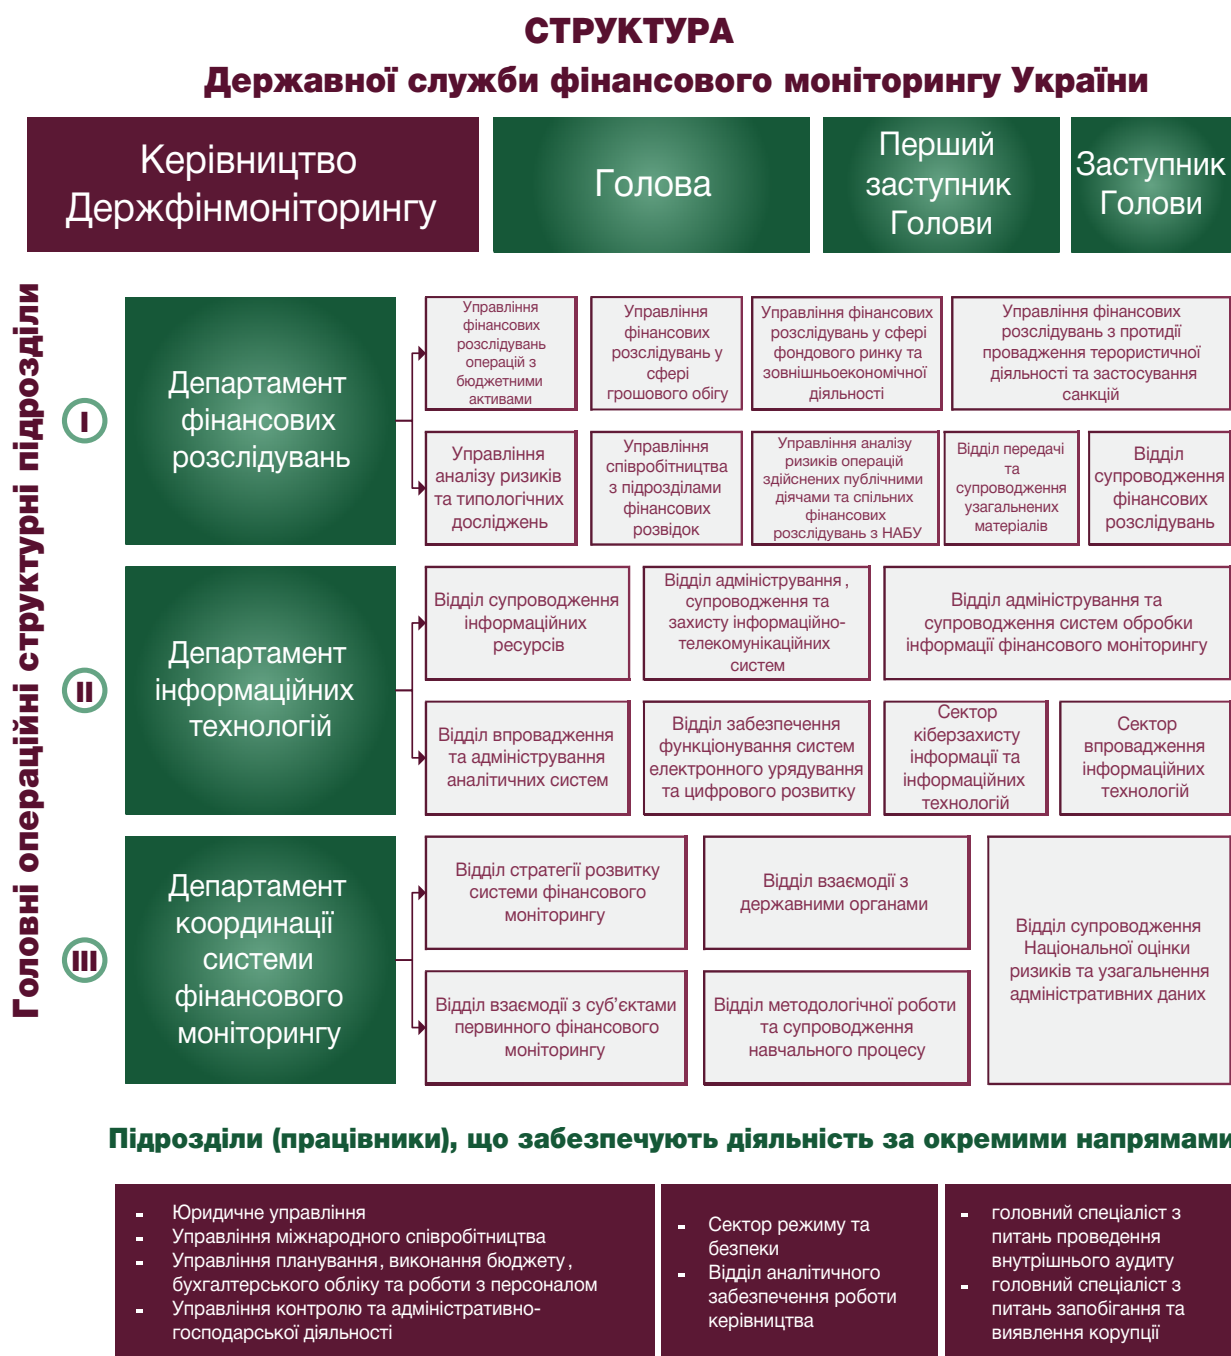 СТРУКТУРА
Державної служби фінансового моніторингу України
Керівництво
Держфінмоніторингу
Голова
Перший
заступник
Голови
Заступник
Голови
Головні операційні структурні підрозділи
I
Департамент
фінансових
розслідувань
Управління
фінансових
розслідувань
операцій з
бюджетними
активами
Управління
фінансових
розслідувань у
сфері
грошового обігу
Управління фінансових
розслідувань у сфері
фондового ринку та
зовнішньоекономічної
діяльності
Управління фінансових
розслідувань з протидії
провадження терористичної
діяльності та застосування
санкцій
Управління
аналізу ризиків
та типологічних
досліджень
Управління
співробітництва
з підрозділами
фінансових
розвідок
Управління аналізу
ризиків операцій
здійснених публічними
діячами та спільних
фінансових
розслідувань з НАБУ
Відділ передачі
та
супроводження
узагальнених
матеріалів
Відділ
супроводження
фінансових
розслідувань
II
Департамент
інформаційних
технологій
Відділ супроводження
інформаційних
ресурсів
Відділ адміністрування,
супроводження та
захисту інформаційно-
телекомунікаційних
систем
Відділ адміністрування та
супроводження систем обробки
інформації фінансового моніторингу
Відділ впровадження
та адміністрування
аналітичних систем
Відділ забезпечення
функціонування систем
електронного урядування
та цифрового розвитку
Сектор
кіберзахисту
інформації та
інформаційних
технологій
Сектор
впровадження
інформаційних
технологій
III
Департамент
координації
системи
фінансового
моніторингу
Відділ стратегії розвитку
системи фінансового
моніторингу
Відділ взаємодії з
державними органами
Відділ супроводження
Національної оцінки
ризиків та узагальнення
адміністративних даних
Відділ взаємодії з суб’єктами
первинного фінансового
моніторингу
Відділ методологічної роботи
та супроводження
навчального процесу
Підрозділи (працівники), що забезпечують діяльність за окремими напрямами
- Юридичне управління
- Управління міжнародного співробітництва
- Управління планування, виконання бюджету,
бухгалтерського обліку та роботи з персоналом
- Управління контролю та адміністративно-
господарської діяльності
- Сектор режиму та
безпеки
- Відділ аналітичного
забезпечення роботи
керівництва
- головний спеціаліст з
питань проведення
внутрішнього аудиту
- головний спеціаліст з
питань запобігання та
виявлення корупції